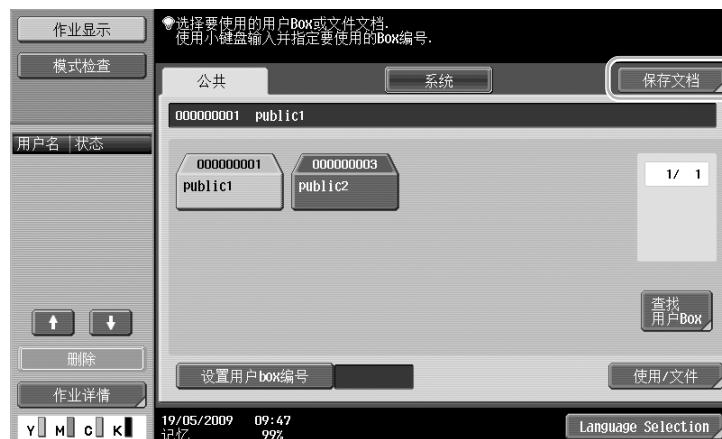 作业显示
模式检查
用户名 状态
删除
作业详情
Y M C K
选择要使用的用户Box或文件文档.
使用小键盘输入并指定要使用的Box编号.
公共
系统
保存文档
000000001 public1
000000001
public1
000000003
public2
1/ 1
查找
用户Box
设置用户box编号
使用/文件
19/05/2009 09:47
记忆 99%
Language Selection